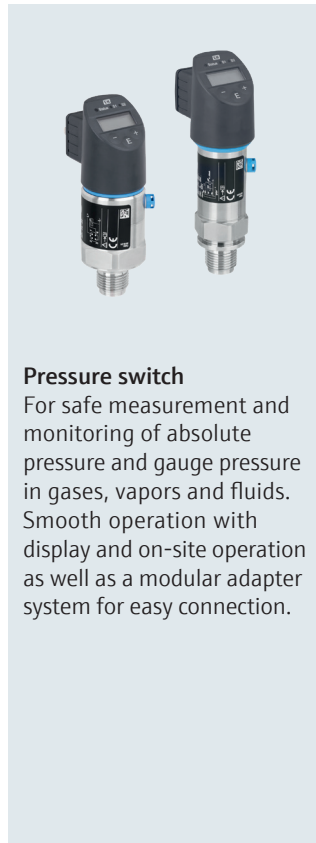 E
E
Pressure switch
For safe measurement and
monitoring of absolute
pressure and gauge pressure
in gases, vapors and fluids.
Smooth operation with
display and on-site operation
as well as a modular adapter
system for easy connection.